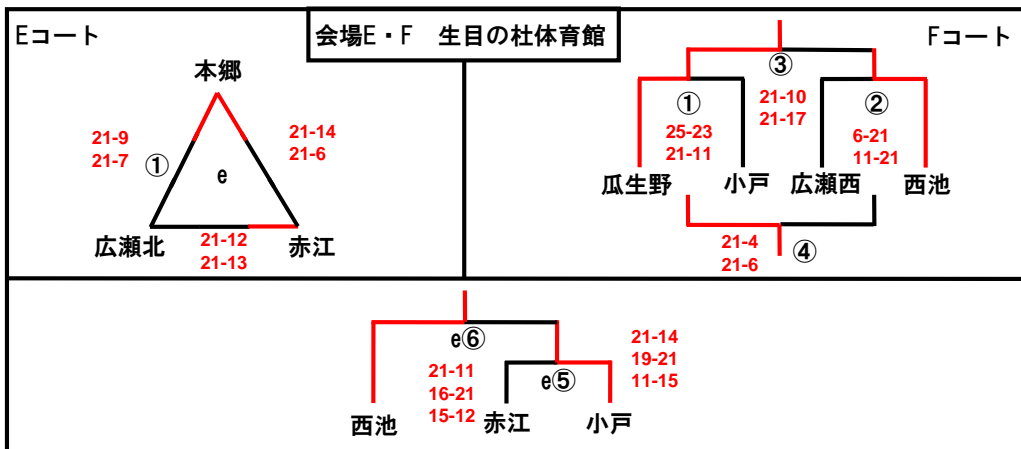 Eコート
会場E・F 生目の杜体育館
Fコート
本郷
21-9
21-7
①
21-14
21-6
e
広瀬北
21-12
21-13
赤江
③
21-10
21-17
①
25-23
21-11
②
6-21
11-21
瓜生野
小戸
広瀬西
西池
21-4
21-6
④
e⑥
21-11
16-21
15-12
e⑤
21-14
19-21
11-15
西池
赤江
小戸